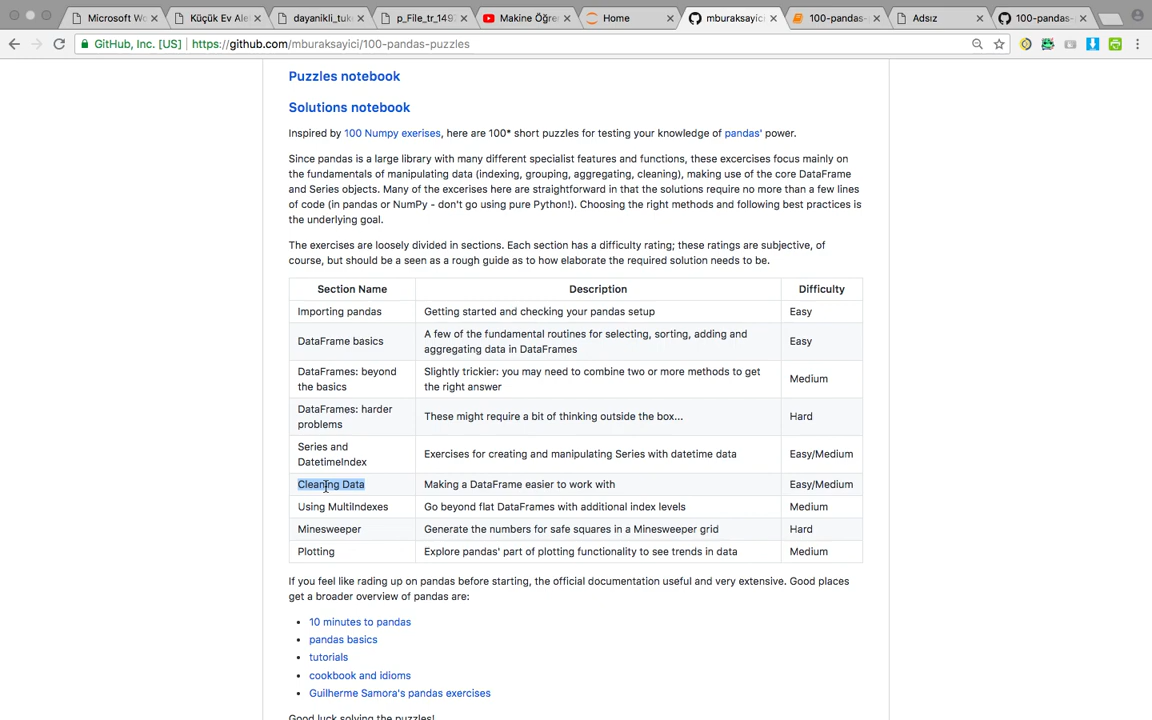 Microsoft Wo
Küçük Ev Ale
dayanikli_tuk
p_File_tr_149
Makine Öğre
Home
mburaksayic
100-pandas-
Adsız
100-pandas-
GitHub, Inc. [US] | https://github.com/mburaksayici/100-pandas-puzzles
Puzzles notebook
Solutions notebook
Inspired by 100 Numpy exerises, here are 100* short puzzles for testing your knowledge of pandas' power.
Since pandas is a large library with many different specialist features and functions, these excercises focus mainly on
the fundamentals of manipulating data (indexing, grouping, aggregating, cleaning), making use of the core DataFrame
and Series objects. Many of the excerises here are straightforward in that the solutions require no more than a few lines
of code (in pandas or NumPy - don't go using pure Python!). Choosing the right methods and following best practices is
the underlying goal.
The exercises are loosely divided in sections. Each section has a difficulty rating; these ratings are subjective, of
course, but should be a seen as a rough guide as to how elaborate the required solution needs to be.
Section Name Description Difficulty
Importing pandas Getting started and checking your pandas setup Easy
DataFrame basics A few of the fundamental routines for selecting, sorting, adding and
aggregating data in DataFrames Easy
DataFrames: beyond
the basics Slightly trickier: you may need to combine two or more methods to get
the right answer Medium
DataFrames: harder
problems These might require a bit of thinking outside the box... Hard
Series and
DatetimeIndex Exercises for creating and manipulating Series with datetime data Easy/Medium
Cleaning Data Making a DataFrame easier to work with Easy/Medium
Using MultiIndexes Go beyond flat DataFrames with additional index levels Medium
Minesweeper Generate the numbers for safe squares in a Minesweeper grid Hard
Plotting Explore pandas' part of plotting functionality to see trends in data Medium
If you feel like rading up on pandas before starting, the official documentation useful and very extensive. Good places
get a broader overview of pandas are:
10 minutes to pandas
pandas basics
tutorials
cookbook and idioms
Guilherme Samora's pandas exercises
Good luck solving the puzzles!